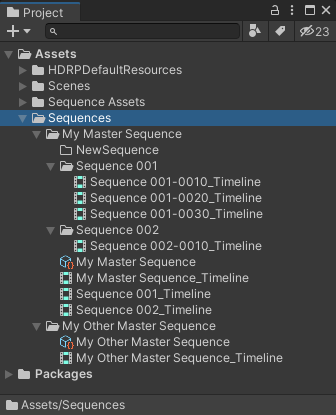 Project
23
Assets
HDRPDefaultResources
Scenes
Sequence Assets
Sequences
My Master Sequence
NewSequence
Sequence 001
Sequence 001-0010_Timeline
Sequence 001-0020_Timeline
Sequence 001-0030_Timeline
Sequence 002
Sequence 002-0010_Timeline
My Master Sequence
My Master Sequence_Timeline
Sequence 001_Timeline
Sequence 002_Timeline
My Other Master Sequence
My Other Master Sequence
My Other Master Sequence_Timeline
Packages
Assets/Sequences